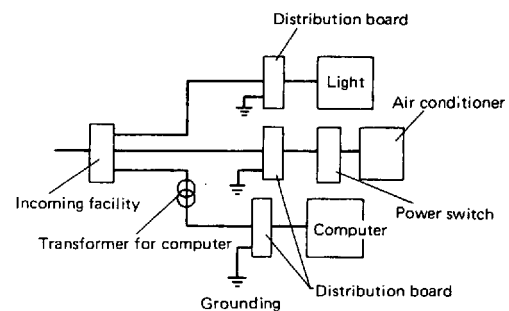 Distribution board
Light
Air conditioner
Incoming facility
Power switch
Transformer for computer
Computer
Grounding
Distribution board